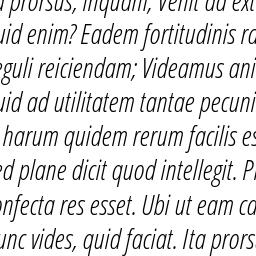 a prorsus, inquam, Venit ad ext
uid enim? Eadem fortitudinis ra
eguli reiciendam; Videamus ani
uid ad utilitatem tantae pecuni
harum quidem rerum facilis es
ed plane dicit quod intellegit. P
onfecta res esset. Ubi ut eam ca
unc vides, quid faciat. Ita prors